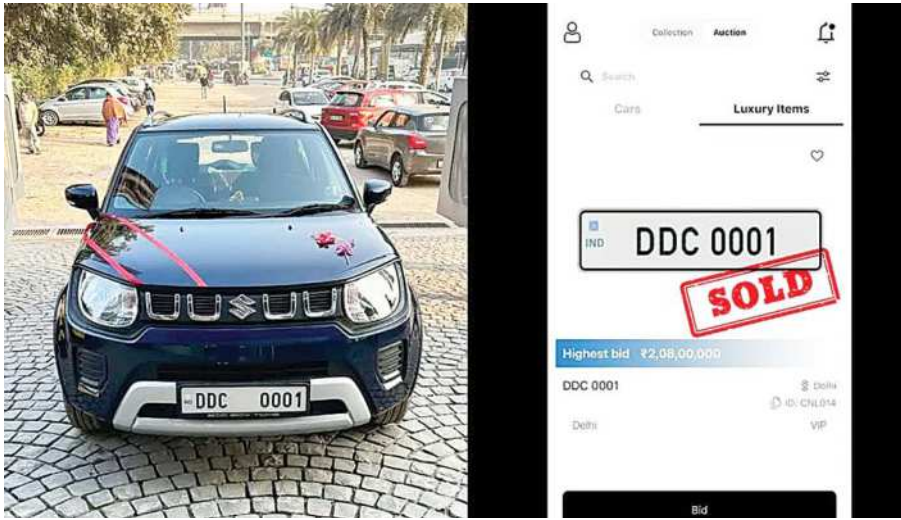 IND DDC 0001
Collection Auction
Search
Cars Luxury Items
IND DDC 0001
SOLD
Highest bid ₹2,08,00,000
DDC 0001 Delhi
ID: CNL014
Delhi VIP
Bid